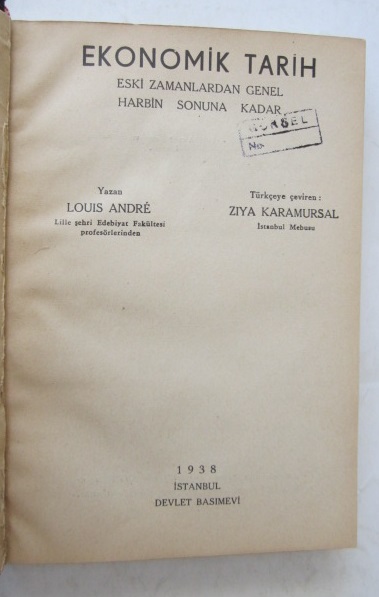 EKONOMİK TARİH
ESKİ ZAMANLARDAN GENEL
HARBİN SONUNA KADAR
No.
Yazan
LOUIS ANDRÉ
Lille şehri Edebiyat Fakültesi
profesörlerinden
Türkçeye çeviren :
ZIYA KARAMURSAL
İstanbul Mebusu
1938
İSTANBUL
DEVLET BASIMEVİ